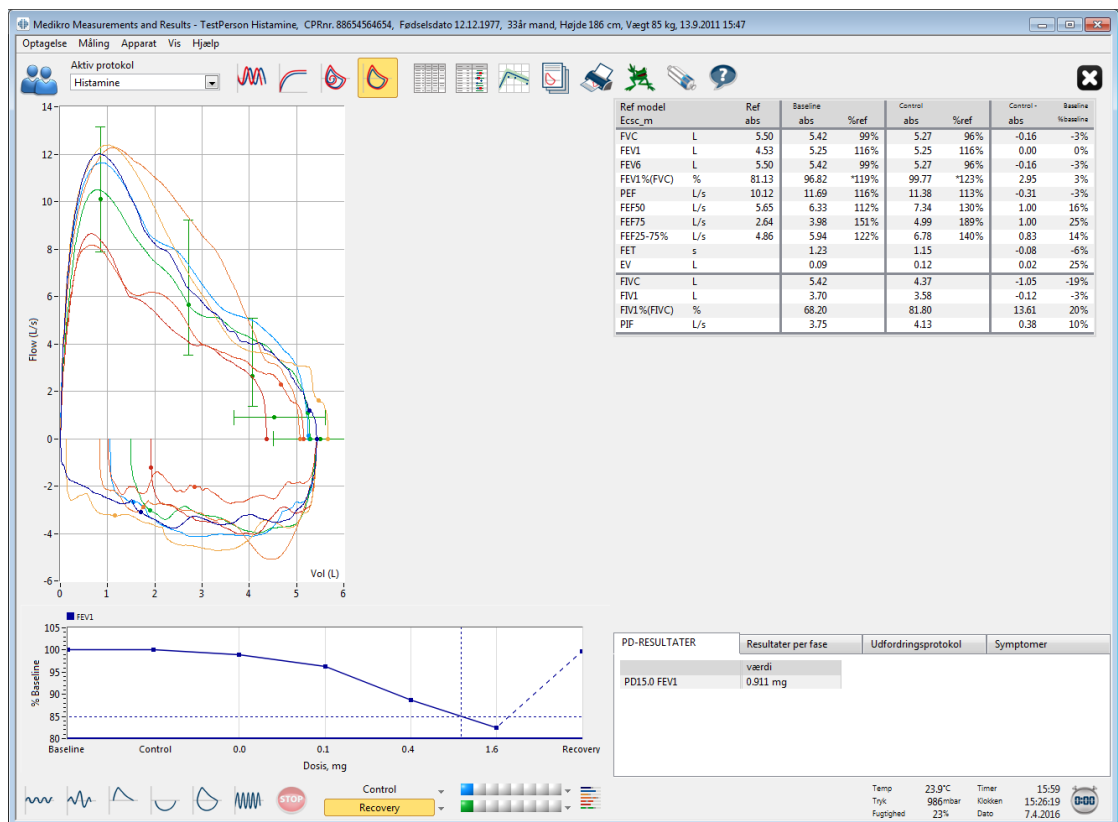 Medikro Measurements and Results - TestPerson Histamine, CPRnr. 88654564654, Fødselsdato 12.12.1977, 33år mand, Højde 186 cm, Vægt 85 kg, 13.9.2011 15:47
Optagelse Måling Apparat Vis Hjælp
Aktiv protokol
Histamine
Ref model Ref Baseline Control Control - Baseline
Ecsc_m abs abs %ref abs %ref abs %baseline
FVC L 5.50 5.42 99% 5.27 96% -0.16 -3%
FEV1 L 4.53 5.25 116% 5.25 116% 0.00 0%
FEV6 L 5.50 5.42 99% 5.27 96% -0.16 -3%
FEV1%(FVC) % 81.13 96.82 *119% 99.77 *123% 2.95 3%
PEF L/s 10.12 11.69 116% 11.38 113% -0.31 -3%
FEF50 L/s 5.65 6.33 112% 7.34 130% 1.00 16%
FEF75 L/s 2.64 3.98 151% 4.99 189% 1.00 25%
FEF25-75% L/s 4.86 5.94 122% 6.78 140% 0.83 14%
FET s 1.23 1.15 -0.08 -6%
EV L 0.09 0.12 0.02 25%
FIVC L 5.42 4.37 -1.05 -19%
FIV1 L 3.70 3.58 -0.12 -3%
FIV1%(FIVC) % 68.20 81.80 13.61 20%
PIF L/s 3.75 4.13 0.38 10%
14
12
10
8
6
4
2
0
-2
-4
-6
Flow (L/s)
Vol (L)
0 1 2 3 4 5 6
FEV1
105
100
95
90
85
80
% Baseline
Baseline Control 0.0 0.1 0.4 1.6 Recovery
Dosis, mg
PD-RESULTATER Resultater per fase Udfordringsprotokol Symptomer
værdi
PD15.0 FEV1 0.911 mg
STOP
Control
Recovery
Temp 23.9°C Timer 15:59
Tryk 986mbar Klokken 15:26:19
Fugtighed 23% Dato 7.4.2016
0:00